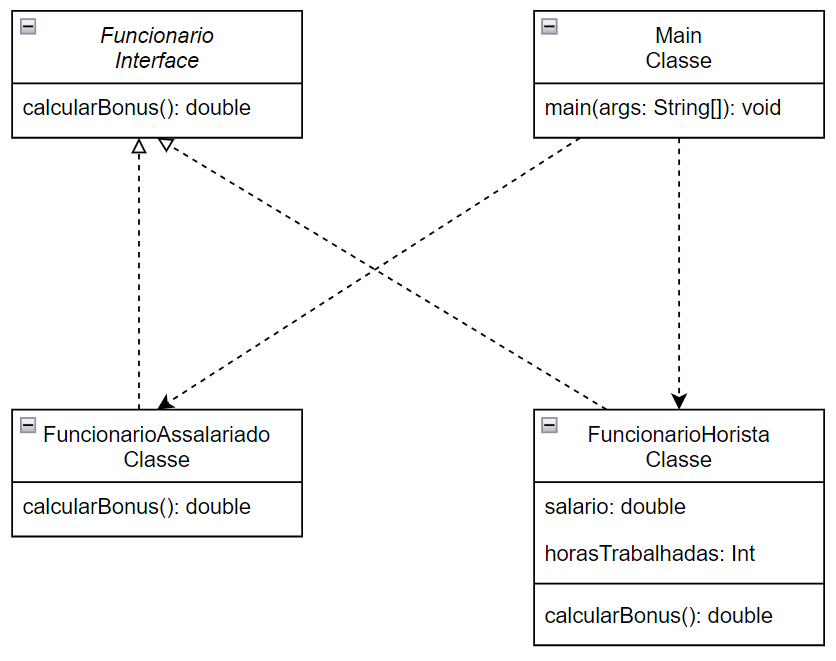 Funcionario
Interface
calcularBonus(): double
Main
Classe
main(args: String[]): void
FuncionarioAssalariado
Classe
calcularBonus(): double
FuncionarioHorista
Classe
salario: double
horasTrabalhadas: Int
calcularBonus(): double